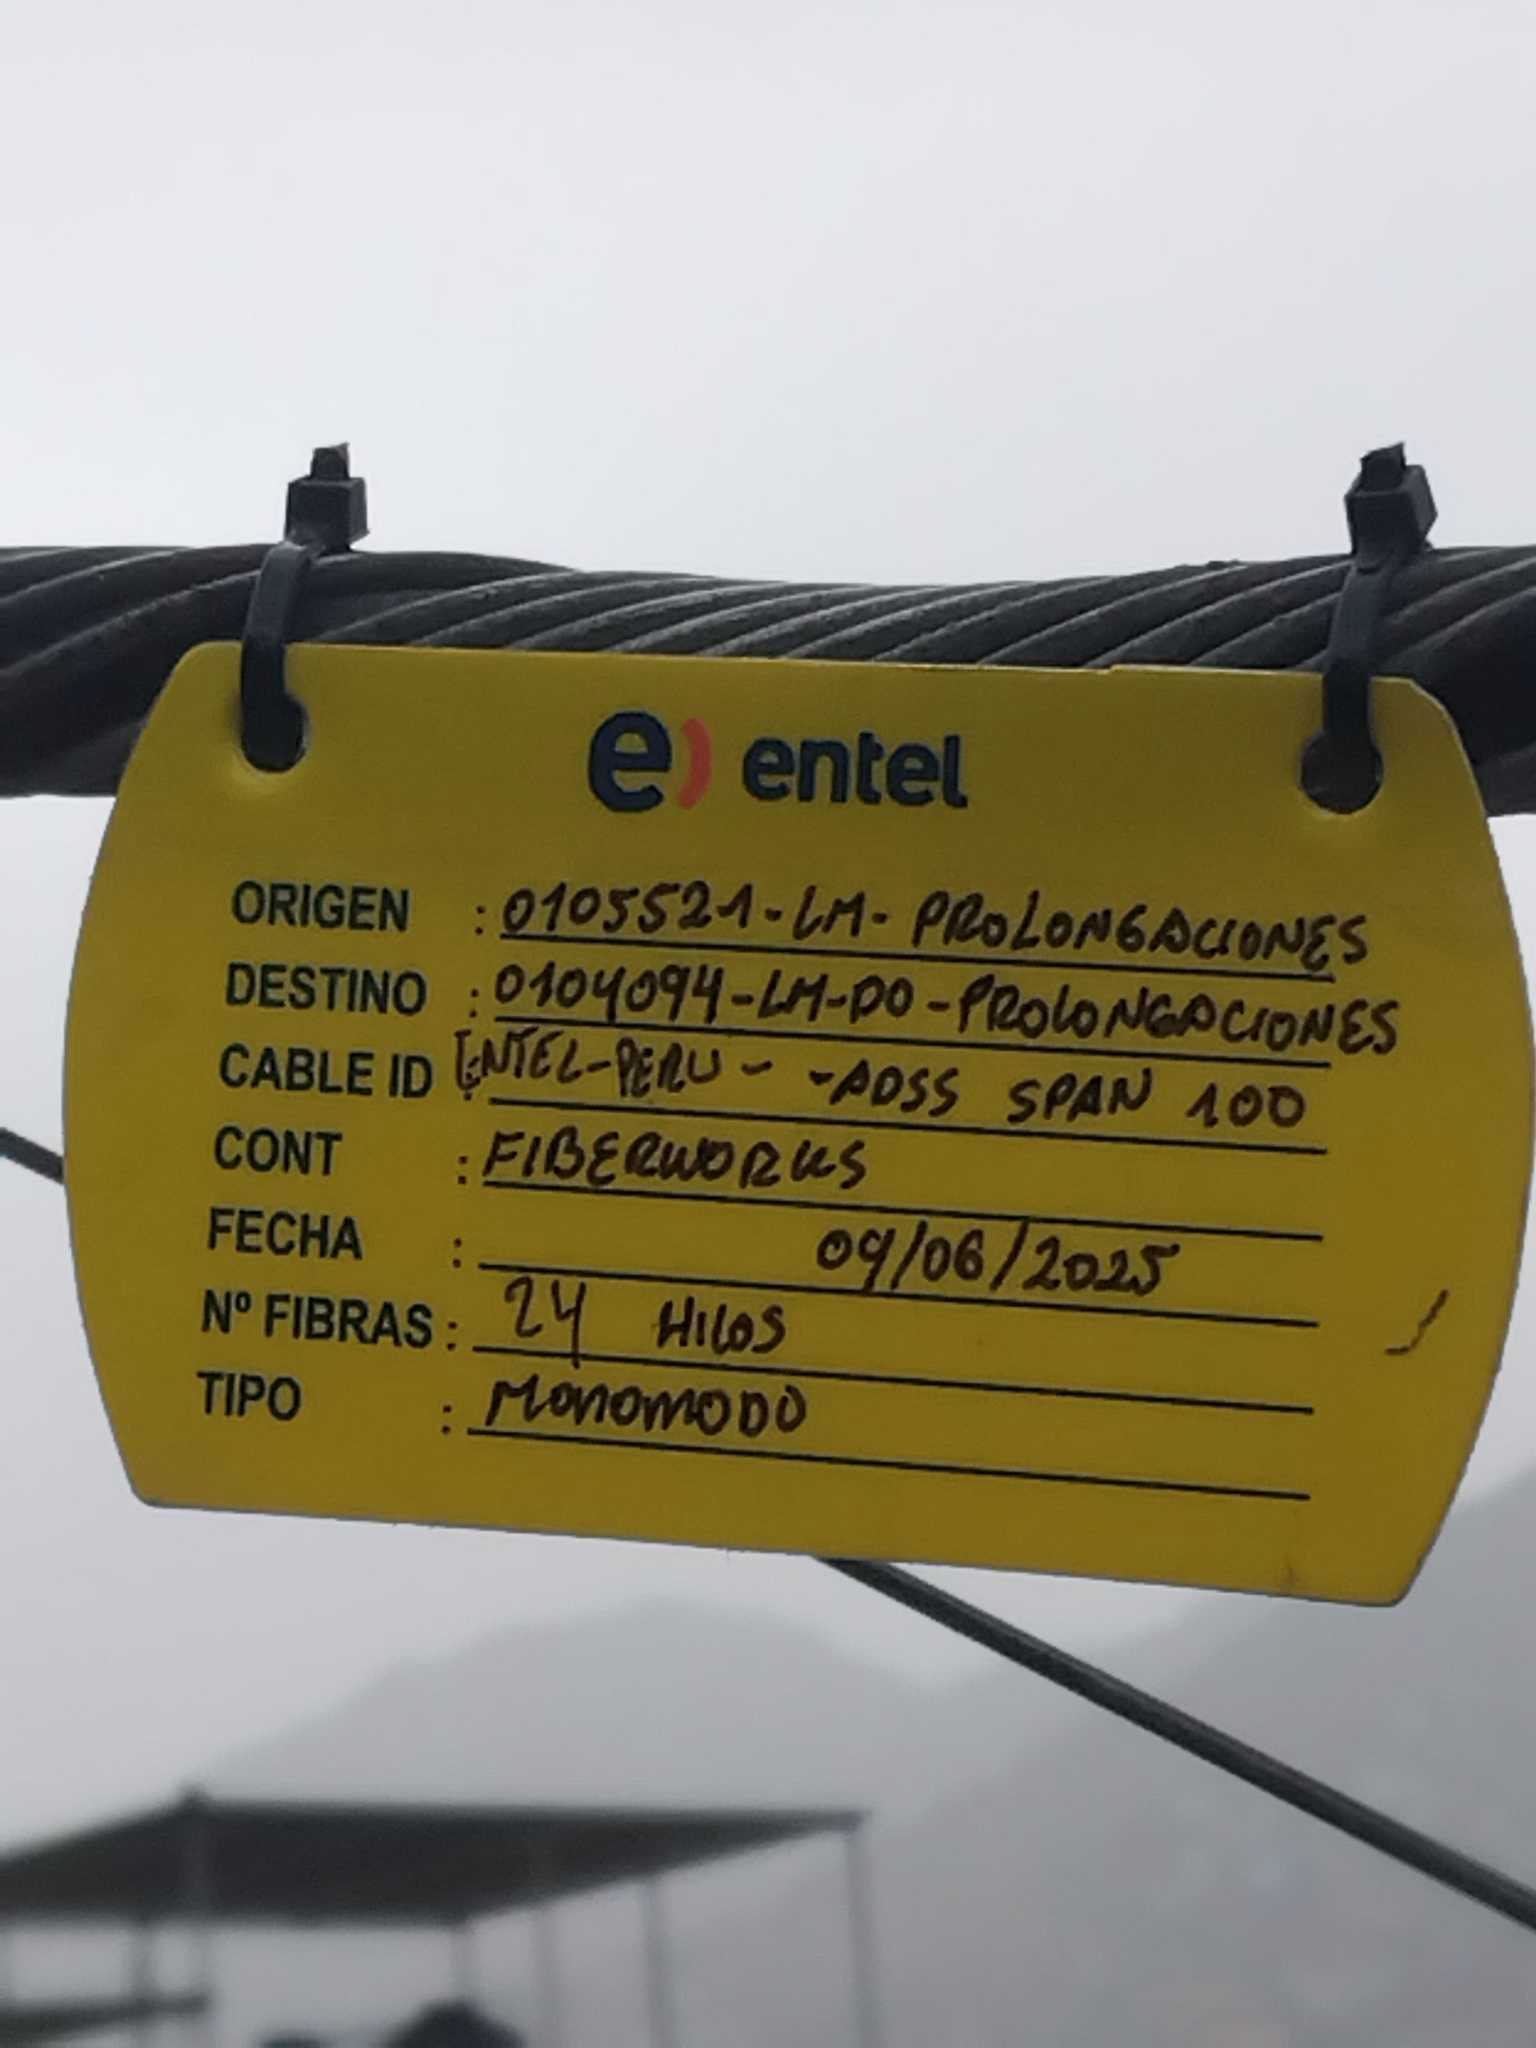 e) entel
ORIGEN : 0105521-LM-PROLONGACIONES
DESTINO : 0104094-LM-DO-PROLONGACIONES
CABLE ID : ENTEL-PERU - -ADSS SPAN 100
CONT : FIBERWORKS
FECHA : 09/06/2025
Nº FIBRAS : 24 HILOS
TIPO : MONOMODO